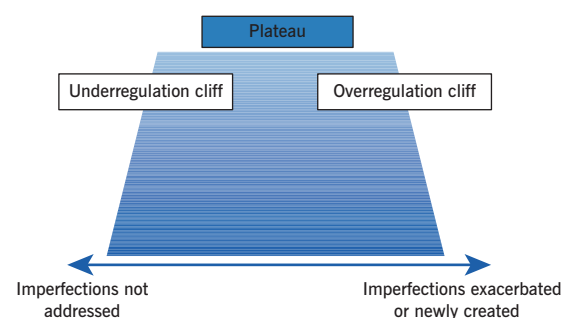 Plateau
Underregulation cliff
Overregulation cliff
Imperfections not
addressed
Imperfections exacerbated
or newly created